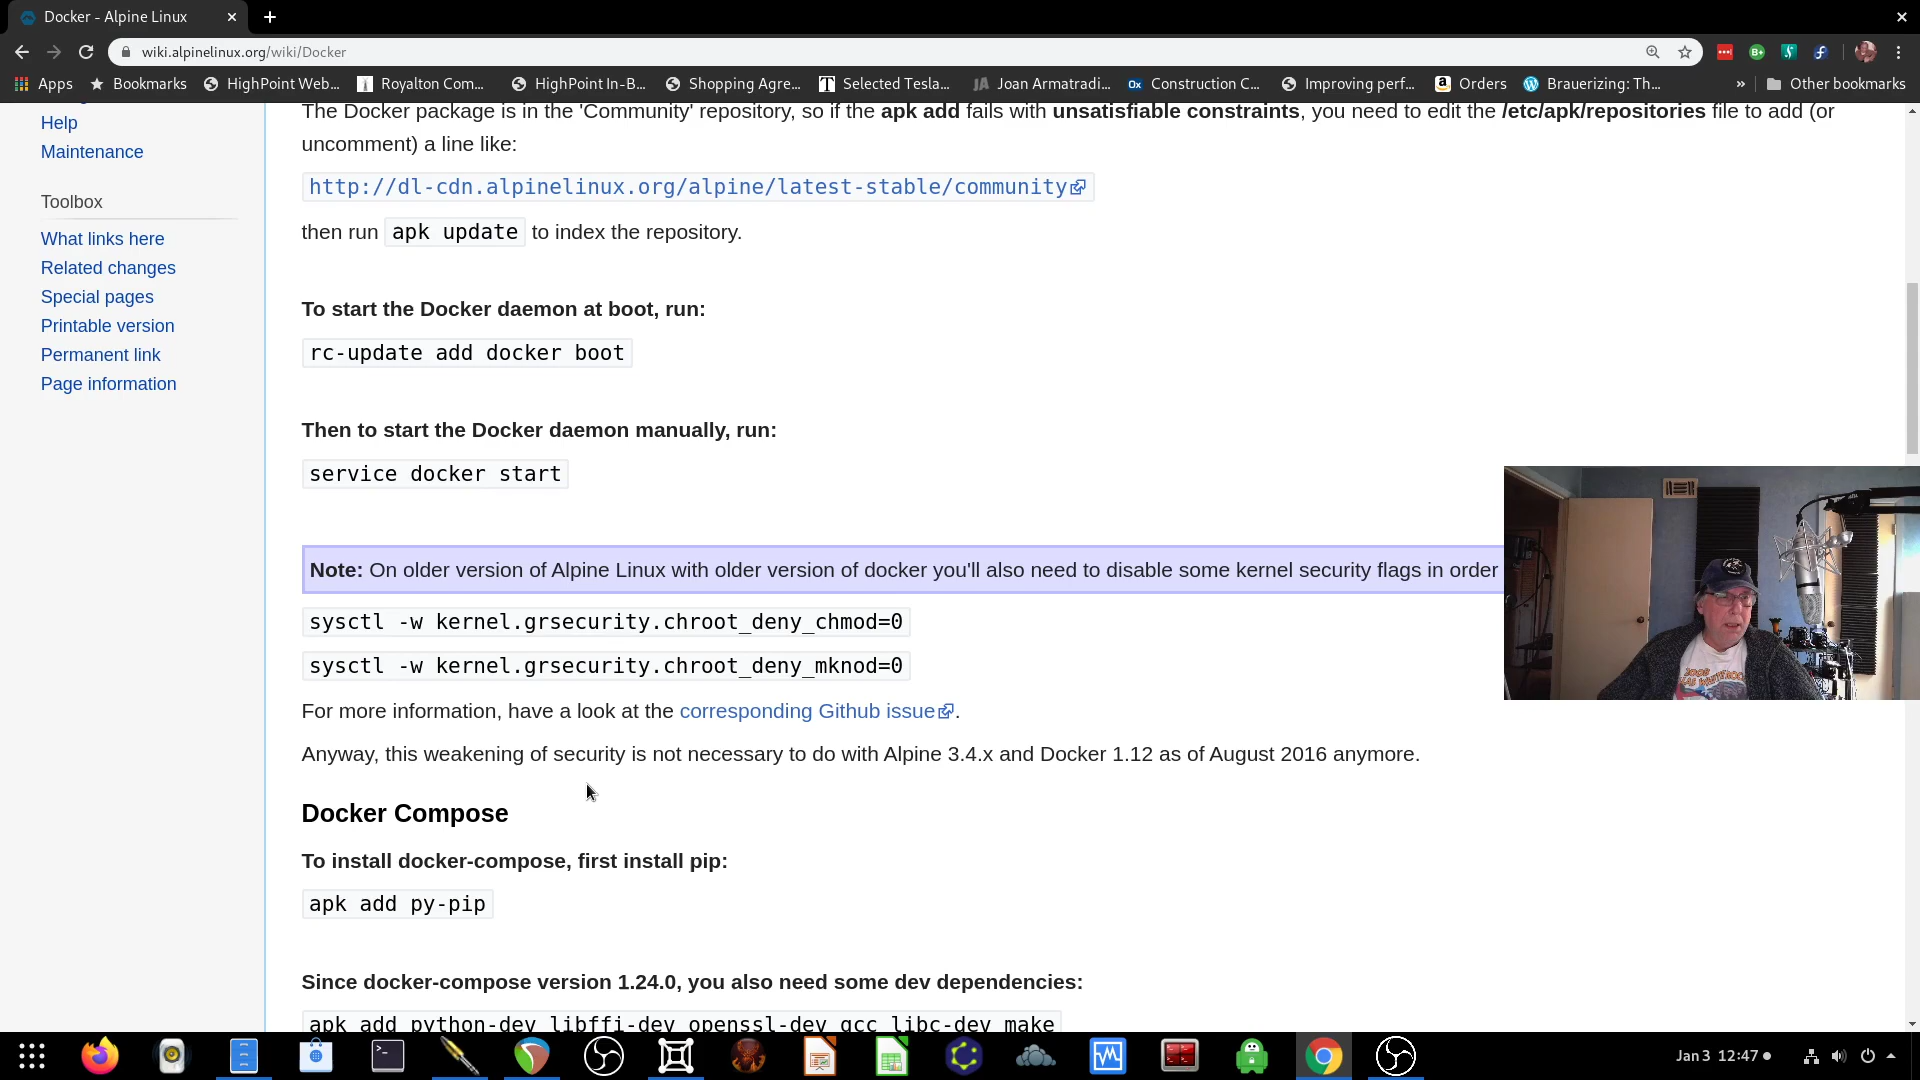 Docker - Alpine Linux
wiki.alpinelinux.org/wiki/Docker
Apps
Bookmarks
HighPoint Web...
Royalton Com...
HighPoint In-B...
Shopping Agre...
Selected Tesla...
Joan Armatradi...
Construction C...
Improving perf...
Orders
Brauerizing: Th...
»
Other bookmarks
Help
Maintenance
Toolbox
What links here
Related changes
Special pages
Printable version
Permanent link
Page information
The Docker package is in the 'Community' repository, so if the apk add fails with unsatisfiable constraints, you need to edit the /etc/apk/repositories file to add (or
uncomment) a line like:
http://dl-cdn.alpinelinux.org/alpine/latest-stable/community
then run apk update to index the repository.
To start the Docker daemon at boot, run:
rc-update add docker boot
Then to start the Docker daemon manually, run:
service docker start
Note: On older version of Alpine Linux with older version of docker you'll also need to disable some kernel security flags in order
sysctl -w kernel.grsecurity.chroot_deny_chmod=0
sysctl -w kernel.grsecurity.chroot_deny_mknod=0
For more information, have a look at the corresponding Github issue.
Anyway, this weakening of security is not necessary to do with Alpine 3.4.x and Docker 1.12 as of August 2016 anymore.
Docker Compose
To install docker-compose, first install pip:
apk add py-pip
Since docker-compose version 1.24.0, you also need some dev dependencies:
apk add python-dev libffi-dev openssl-dev gcc libc-dev make
Jan 3 12:47